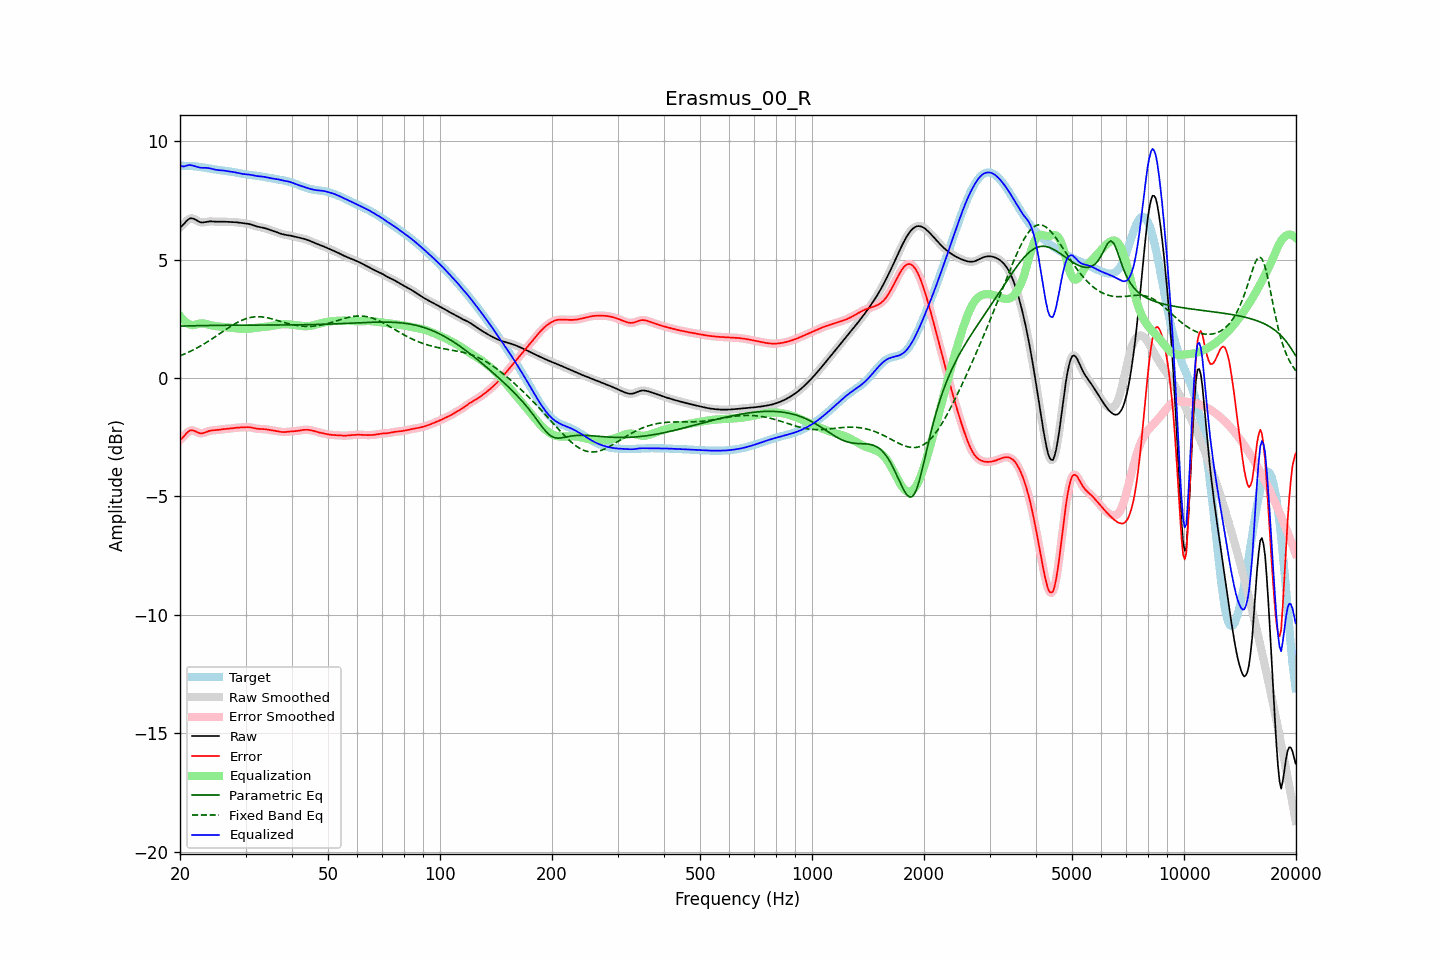 Erasmus_00_R
Amplitude (dBr)
10
5
0
−5
−10
−15
−20
Target
Raw Smoothed
Error Smoothed
Raw
Error
Equalization
Parametric Eq
Fixed Band Eq
Equalized
20 50 100 200 500 1000 2000 5000 10000 20000
Frequency (Hz)